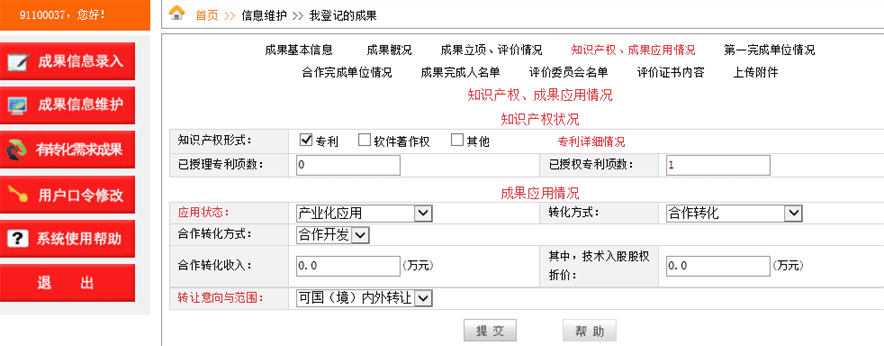 91100037，您好！
首页 >> 信息维护 >> 我登记的成果
成果信息录入
成果信息维护
有转化需求成果
用户口令修改
系统使用帮助
退 出
成果基本信息 成果概况 成果立项、评价情况 知识产权、成果应用情况 第一完成单位情况
合作完成单位情况 成果完成人名单 评价委员会名单 评价证书内容 上传附件
知识产权、成果应用情况
知识产权状况
知识产权形式： 专利 软件著作权 其他 专利详细情况
已授理专利项数： 0 已授权专利项数： 1
成果应用情况
应用状态： 产业化应用 转化方式： 合作转化
合作转化方式： 合作开发
合作转化收入： 0.0 (万元) 其中，技术入股股权
折价： 0.0 (万元)
转让意向与范围： 可国（境）内外转让
提 交 帮 助